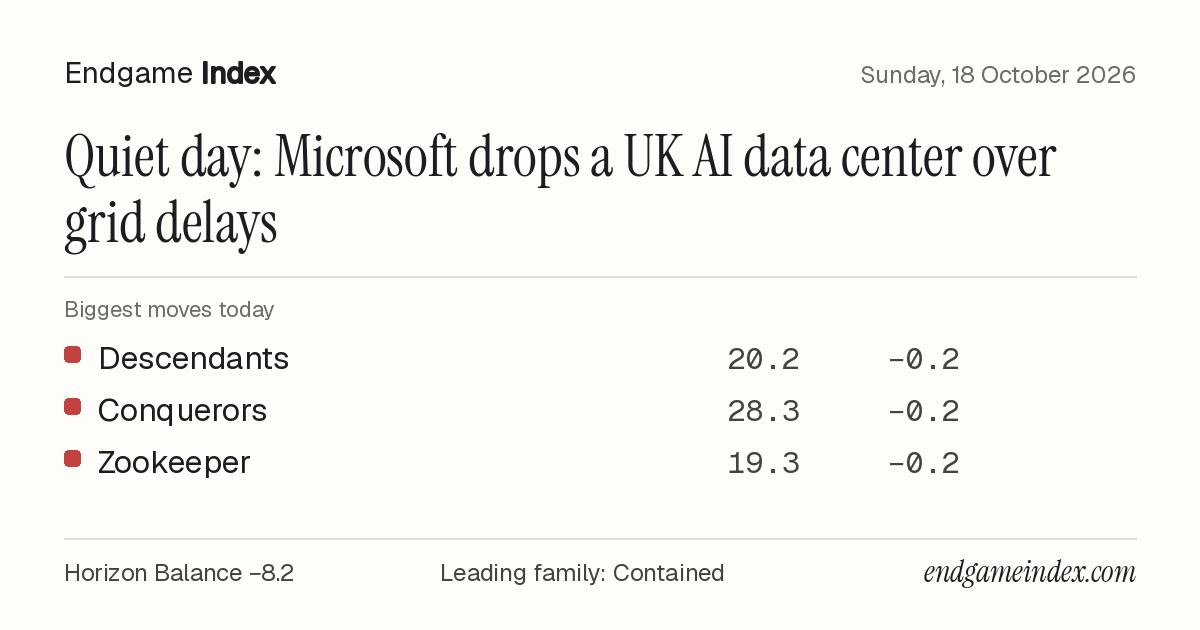 Endgame Index
Sunday, 18 October 2026
Quiet day: Microsoft drops a UK AI data center over
grid delays
Biggest moves today
Descendants 20.2 −0.2
Conquerors 28.3 −0.2
Zookeeper 19.3 −0.2
Horizon Balance −8.2
Leading family: Contained
endgameindex.com